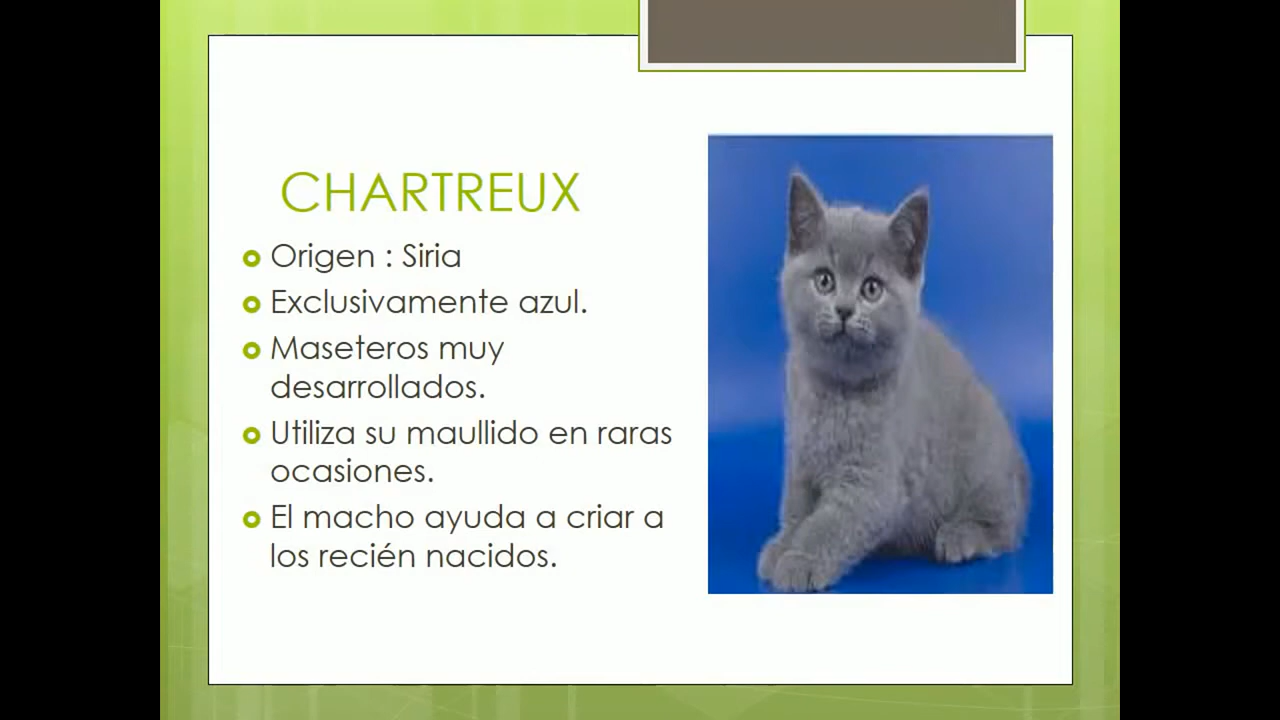 CHARTREUX
Origen : Siria
Exclusivamente azul.
Maseteros muy
desarrollados.
Utiliza su maullido en raras
ocasiones.
El macho ayuda a criar a
los recién nacidos.